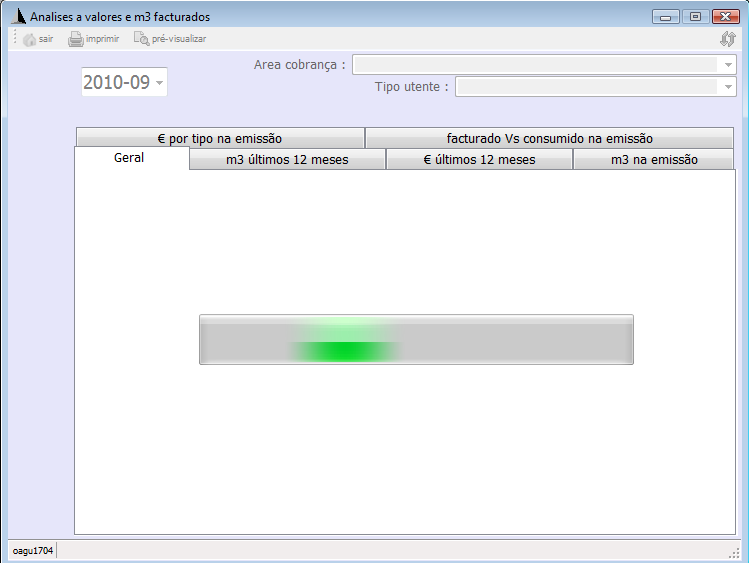 Analises a valores e m3 facturados
sair imprimir pré-visualizar
Area cobrança :
2010-09
Tipo utente :
€ por tipo na emissão facturado Vs consumido na emissão
Geral m3 últimos 12 meses € últimos 12 meses m3 na emissão
oagu1704